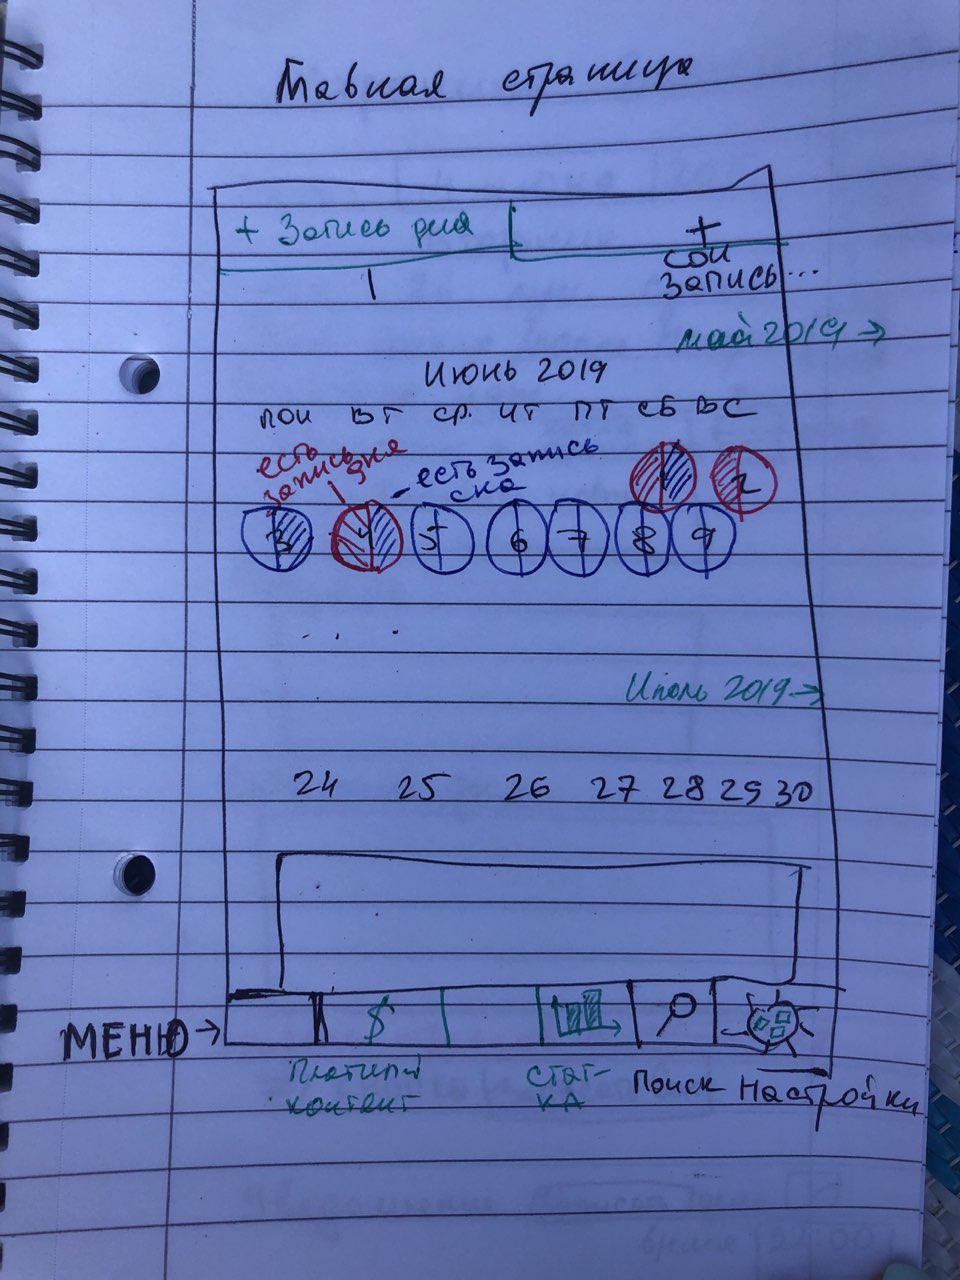 Главная страница
+ Запись дня
+
сон
запись...
май 2019 →
Июнь 2019
пон вт ср. чт пт сб вс
есть
запись
дня
есть запись
сна
1 2
3 4 5 6 7 8 9
. . .
Июль 2019 →
24 25 26 27 28 29 30
МЕНЮ →
$
Платный
контент
стат-
ка
Поиск
Настройки